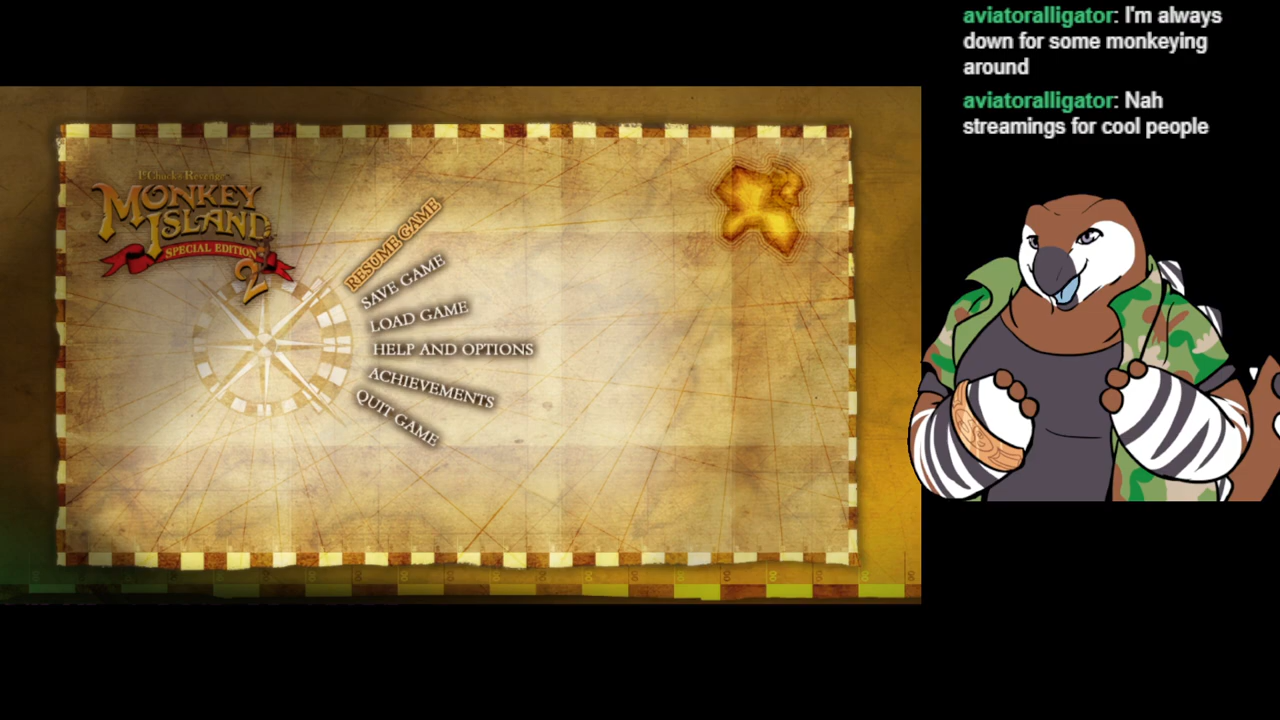 aviatoralligator: I'm always
down for some monkeying
around
aviatoralligator: Nah
streamings for cool people
LeChuck's Revenge
MONKEY
ISLAND
SPECIAL EDITION
2
RESUME GAME
SAVE GAME
LOAD GAME
HELP AND OPTIONS
ACHIEVEMENTS
QUIT GAME